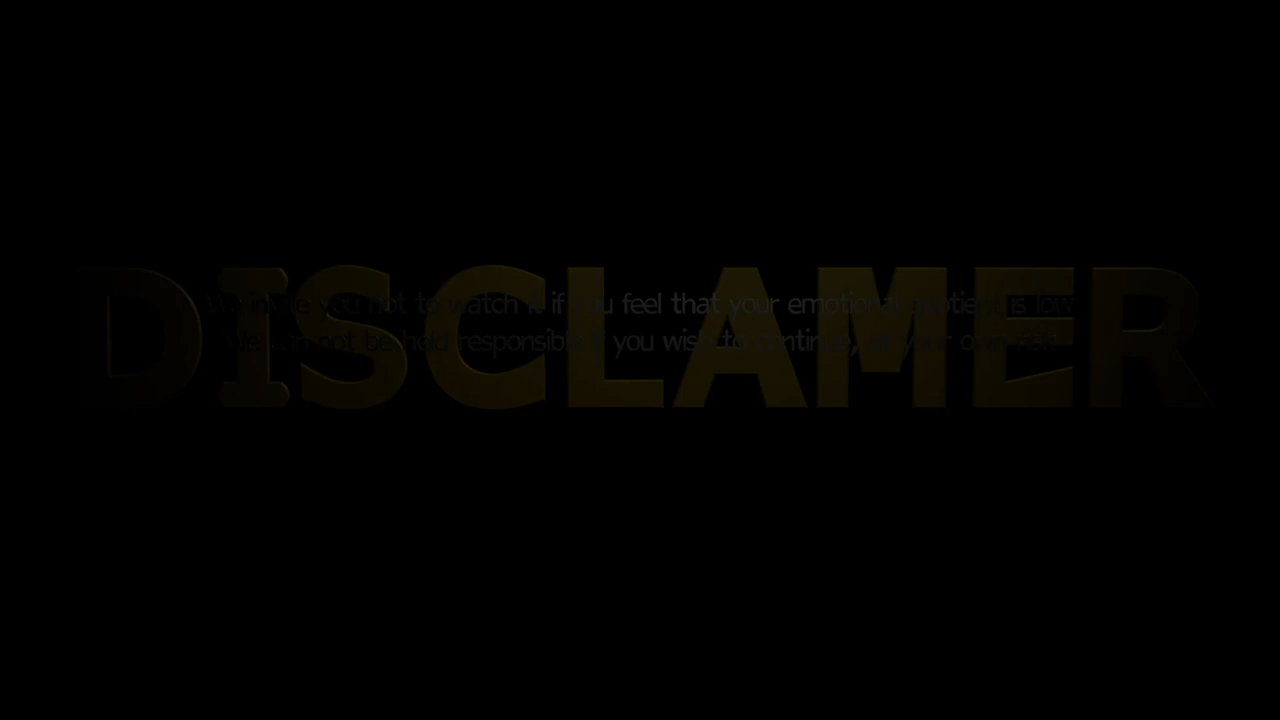 DISCLAMER
We invite you not to watch it if you feel that your emotional quotient is low
We can not be held responsible if you wish to continue, at your own risk